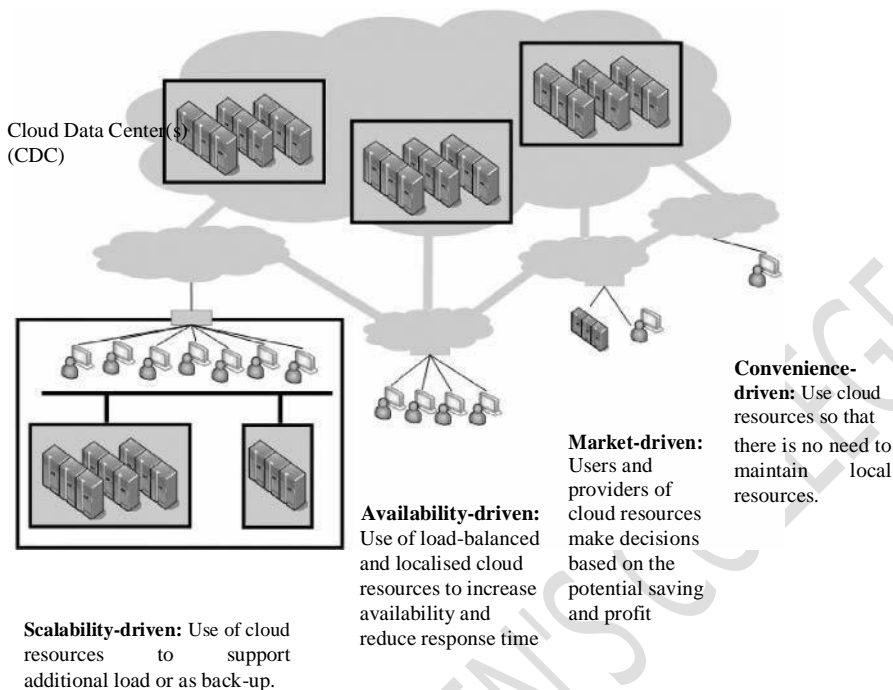 Cloud Data Center(s)
(CDC)
Convenience-
driven: Use cloud
resources so that
there is no need to
maintain local
resources.
Market-driven:
Users and
providers of
cloud resources
make decisions
based on the
potential saving
and profit
Availability-driven:
Use of load-balanced
and localised cloud
resources to increase
availability and
reduce response time
Scalability-driven: Use of cloud
resources to support
additional load or as back-up.
EN'S COLLEGE